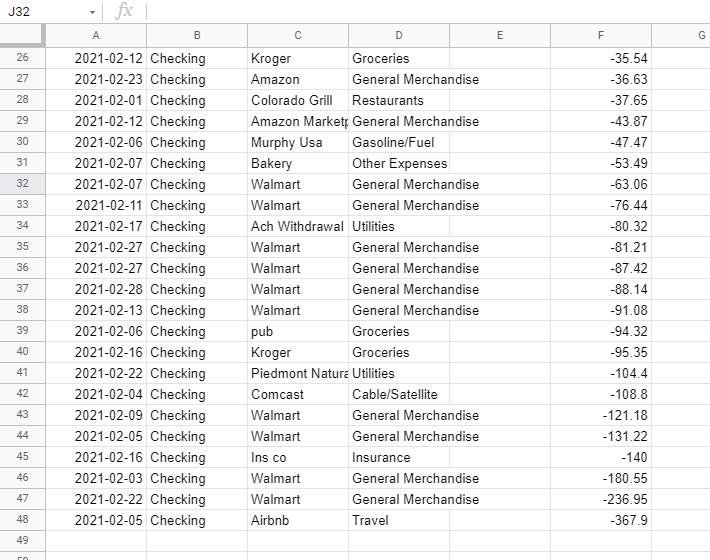 J32 fx
A B C D E F G
26 2021-02-12 Checking Kroger Groceries -35.54
27 2021-02-23 Checking Amazon General Merchandise -36.63
28 2021-02-01 Checking Colorado Grill Restaurants -37.65
29 2021-02-12 Checking Amazon Marketp General Merchandise -43.87
30 2021-02-06 Checking Murphy Usa Gasoline/Fuel -47.47
31 2021-02-07 Checking Bakery Other Expenses -53.49
32 2021-02-07 Checking Walmart General Merchandise -63.06
33 2021-02-11 Checking Walmart General Merchandise -76.44
34 2021-02-17 Checking Ach Withdrawal Utilities -80.32
35 2021-02-27 Checking Walmart General Merchandise -81.21
36 2021-02-27 Checking Walmart General Merchandise -87.42
37 2021-02-28 Checking Walmart General Merchandise -88.14
38 2021-02-13 Checking Walmart General Merchandise -91.08
39 2021-02-06 Checking pub Groceries -94.32
40 2021-02-16 Checking Kroger Groceries -95.35
41 2021-02-22 Checking Piedmont Natura Utilities -104.4
42 2021-02-04 Checking Comcast Cable/Satellite -108.8
43 2021-02-09 Checking Walmart General Merchandise -121.18
44 2021-02-05 Checking Walmart General Merchandise -131.22
45 2021-02-16 Checking Ins co Insurance -140
46 2021-02-03 Checking Walmart General Merchandise -180.55
47 2021-02-22 Checking Walmart General Merchandise -236.95
48 2021-02-05 Checking Airbnb Travel -367.9
49